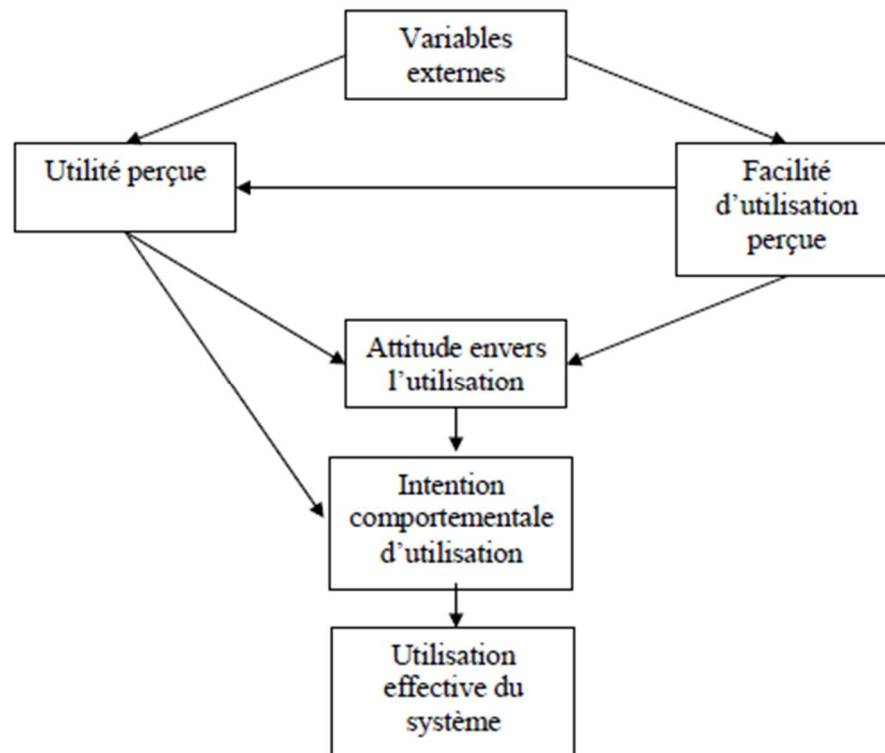 Variables
externes
Utilité perçue
Facilité
d’utilisation
perçue
Attitude envers
l’utilisation
Intention
comportementale
d’utilisation
Utilisation
effective du
système